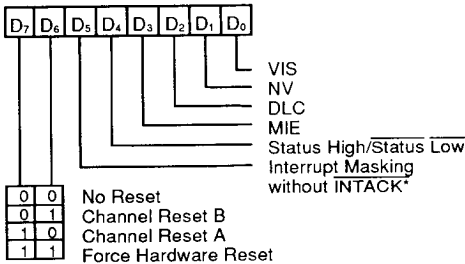 D7 D6 D5 D4 D3 D2 D1 D0
VIS
NV
DLC
MIE
Status High/Status Low
Interrupt Masking
without INTACK*
0 0 No Reset
0 1 Channel Reset B
1 0 Channel Reset A
1 1 Force Hardware Reset